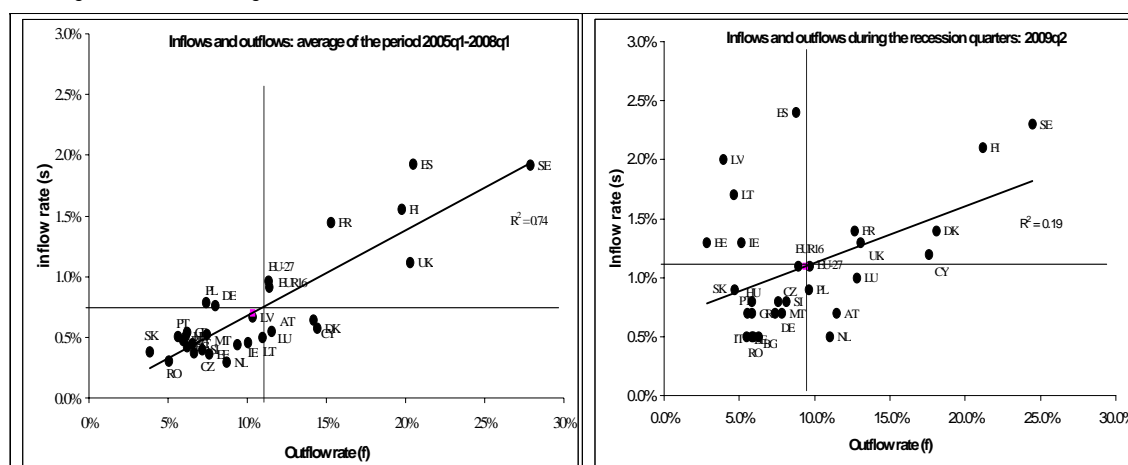 Inflows and outflows: average of the period 2005q1-2008q1
3.0%
2.5%
2.0%
1.5%
1.0%
0.5%
0.0%
inflow rate (s)
ES
SE
FI
FR
R² = 0.74
UK
EU-27
EUR16
PL
DE
LV
AT
DK
CY
LU
LT
IE
NL
SK
PT
MT
CZ
RO
0%
5%
10%
15%
20%
25%
30%
Outflow rate (f)
Inflows and outflows during the recession quarters: 2009q2
3.0%
2.5%
2.0%
1.5%
1.0%
0.5%
0.0%
inflow rate (s)
ES
SE
FI
LV
LT
EE
IE
FR
DK
R² = 0.19
EUR16
EU-27
UK
CY
LU
SK
HU
CZ
PL
SI
GR
MT
AT
DE
IT
BG
NL
RO
0.0%
5.0%
10.0%
15.0%
20.0%
25.0%
30.0%
Outflow rate (f)